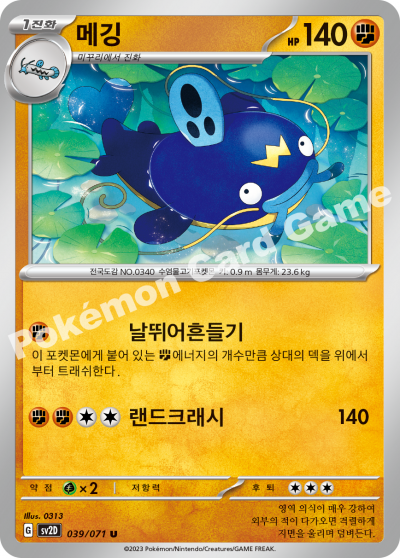 1진화 메깅 HP 140
미꾸리에서 진화
전국도감 NO.0340 수염물고기포켓몬 키: 0.9 m 몸무게: 23.6 kg
Pokémon Card Game
날뛰어흔들기
이 포켓몬에게 붙어 있는 에너지의 개수만큼 상대의 덱을 위에서
부터 트래쉬한다.
랜드크래시 140
약점 ×2 저항력 후퇴
Illus. 0313
G SV2D 039/071 U
영역 의식이 매우 강하여
외부의 적이 다가오면 격렬하게
지면을 울리며 덤벼든다.
©2023 Pokémon/Nintendo/Creatures/GAME FREAK.